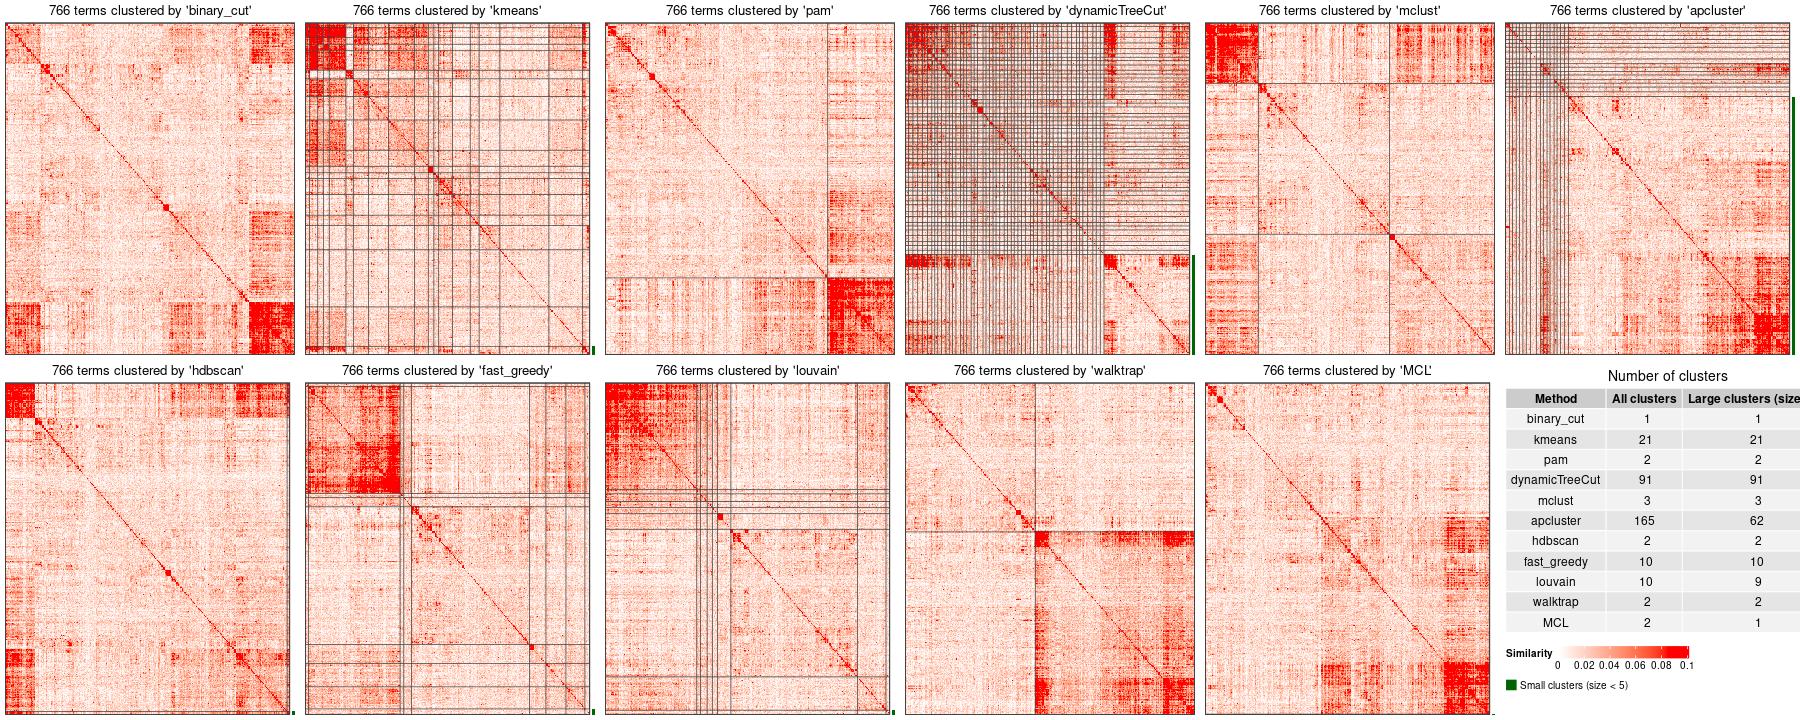 766 terms clustered by 'binary_cut'
766 terms clustered by 'kmeans'
766 terms clustered by 'pam'
766 terms clustered by 'dynamicTreeCut'
766 terms clustered by 'mclust'
766 terms clustered by 'apcluster'
766 terms clustered by 'hdbscan'
766 terms clustered by 'fast_greedy'
766 terms clustered by 'louvain'
766 terms clustered by 'walktrap'
766 terms clustered by 'MCL'
Number of clusters
Method All clusters Large clusters (size
binary_cut 1 1
kmeans 21 21
pam 2 2
dynamicTreeCut 91 91
mclust 3 3
apcluster 165 62
hdbscan 2 2
fast_greedy 10 10
louvain 10 9
walktrap 2 2
MCL 2 1
Similarity
0 0.02 0.04 0.06 0.08 0.1
Small clusters (size < 5)